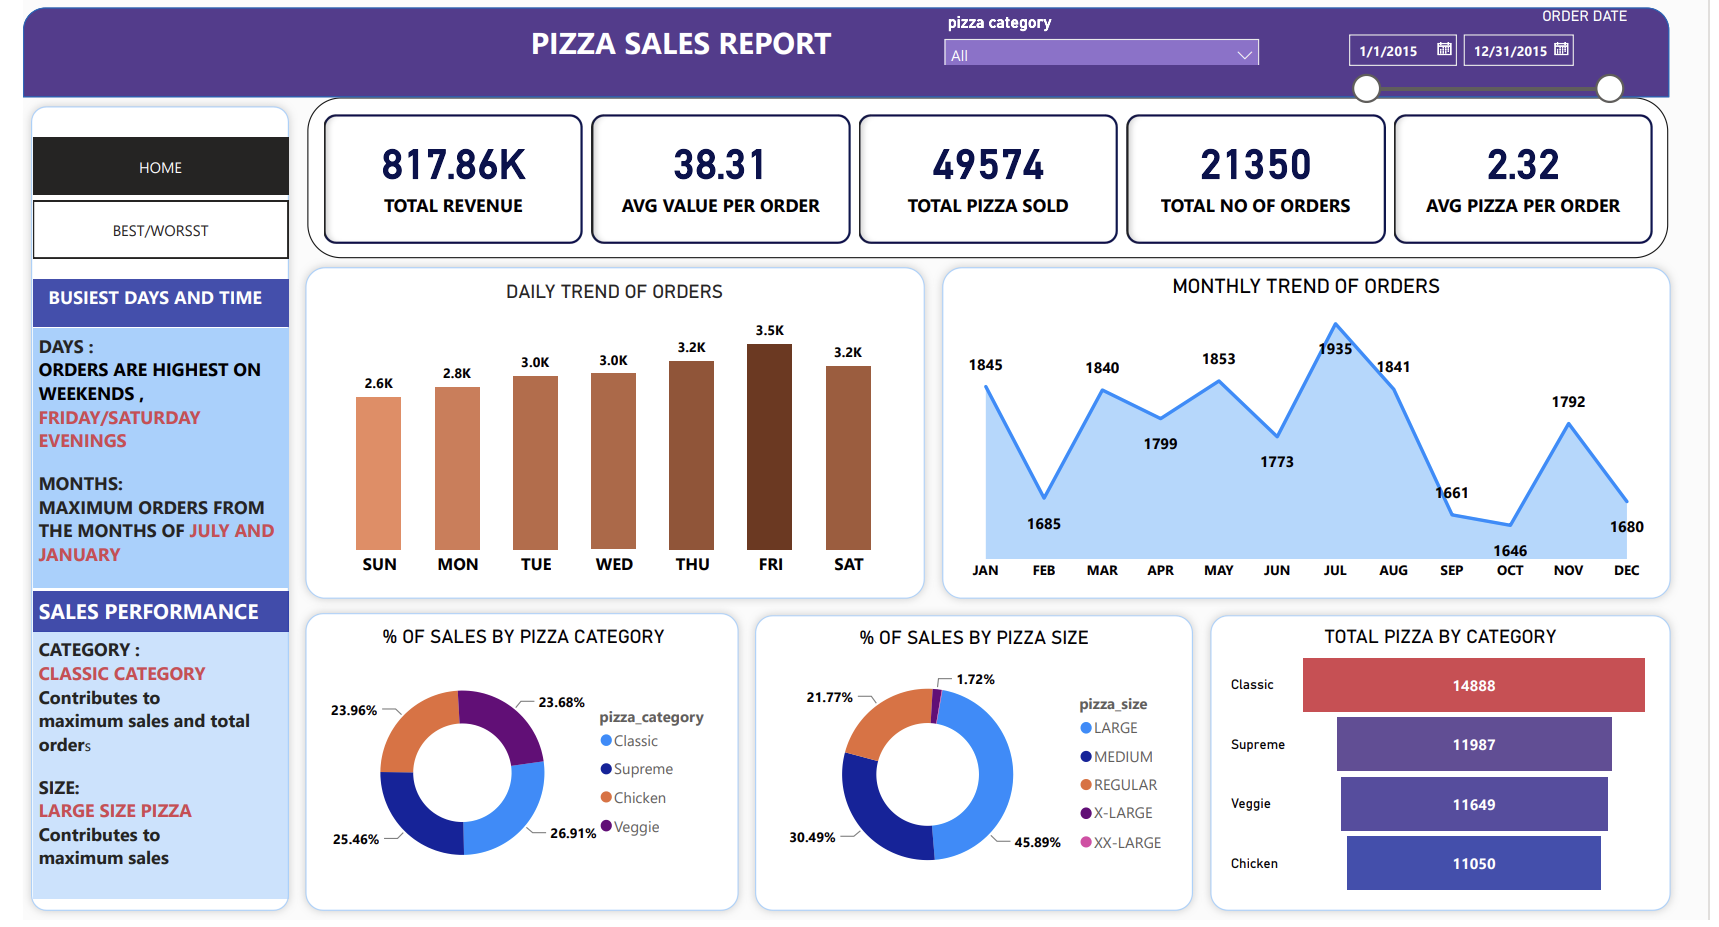 PIZZA SALES REPORT
pizza category
All
ORDER DATE
1/1/2015
12/31/2015
HOME
BEST/WORSST
BUSIEST DAYS AND TIME
DAYS :
ORDERS ARE HIGHEST ON
WEEKENDS ,
FRIDAY/SATURDAY
EVENINGS
MONTHS:
MAXIMUM ORDERS FROM
THE MONTHS OF JULY AND
JANUARY
SALES PERFORMANCE
CATEGORY :
CLASSIC CATEGORY
Contributes to
maximum sales and total
orders
SIZE:
LARGE SIZE PIZZA
Contributes to
maximum sales
817.86K
TOTAL REVENUE
38.31
AVG VALUE PER ORDER
49574
TOTAL PIZZA SOLD
21350
TOTAL NO OF ORDERS
2.32
AVG PIZZA PER ORDER
DAILY TREND OF ORDERS
2.6K
2.8K
3.0K
3.0K
3.2K
3.5K
3.2K
SUN MON TUE WED THU FRI SAT
MONTHLY TREND OF ORDERS
1845
1685
1840
1799
1853
1773
1935
1841
1661
1646
1792
1680
JAN FEB MAR APR MAY JUN JUL AUG SEP OCT NOV DEC
% OF SALES BY PIZZA CATEGORY
23.96%
23.68%
25.46%
26.91%
pizza_category
Classic
Supreme
Chicken
Veggie
% OF SALES BY PIZZA SIZE
1.72%
21.77%
30.49%
45.89%
pizza_size
LARGE
MEDIUM
REGULAR
X-LARGE
XX-LARGE
TOTAL PIZZA BY CATEGORY
Classic 14888
Supreme 11987
Veggie 11649
Chicken 11050